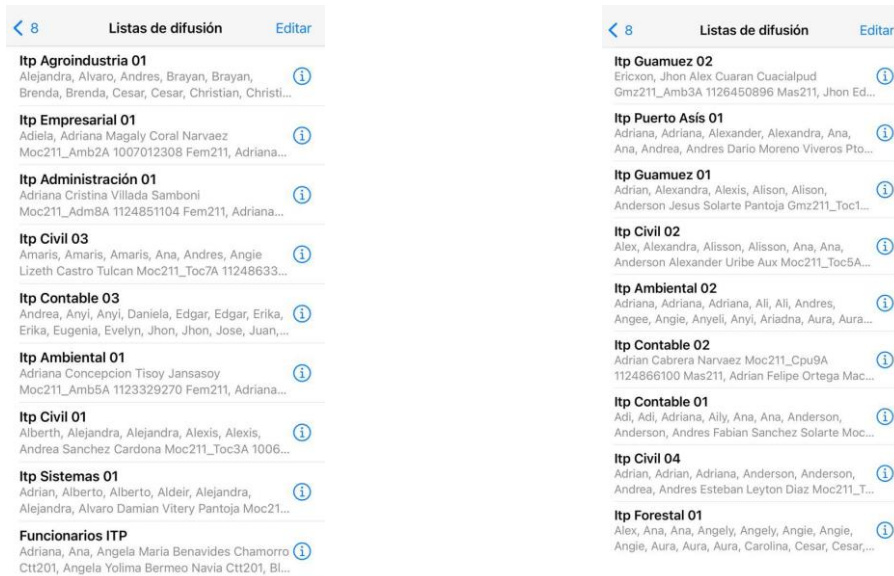 8 Listas de difusión Editar
Itp Agroindustria 01
Alejandra, Alvaro, Andres, Brayan, Brayan,
Brenda, Brenda, Cesar, Cesar, Christian, Christi...
Itp Empresarial 01
Adiela, Adriana Magaly Coral Narvaez
Moc211_Amb2A 1007012308 Fem211, Adriana...
Itp Administración 01
Adriana Cristina Villada Samboni
Moc211_Adm8A 1124851104 Fem211, Adriana...
Itp Civil 03
Amaris, Amaris, Amaris, Ana, Andres, Angie
Lizeth Castro Tulcan Moc211_Toc7A 11248633...
Itp Contable 03
Andrea, Anyi, Anyi, Daniela, Edgar, Edgar, Erika,
Erika, Eugenia, Evelyn, Jhon, Jhon, Jose, Juan,...
Itp Ambiental 01
Adriana Concepcion Tisoy Jansasoy
Moc211_Amb5A 1123329270 Fem211, Adriana...
Itp Civil 01
Alberth, Alejandra, Alejandra, Alexis, Alexis,
Andrea Sanchez Cardona Moc211_Toc3A 1006...
Itp Sistemas 01
Adrian, Alberto, Alberto, Aldeir, Alejandra,
Alejandra, Alvaro Damian Vitery Pantoja Moc21...
Funcionarios ITP
Adriana, Ana, Angela Maria Benavides Chamorro
Ctt201, Angela Yolima Bermeo Navia Ctt201, Bl...
8 Listas de difusión Editar
Itp Guamuez 02
Ericxon, Jhon Alex Cuaran Cuacialpud
Gmz211_Amb3A 1126450896 Mas211, Jhon Ed...
Itp Puerto Asís 01
Adriana, Adriana, Alexander, Alexandra, Ana,
Ana, Andrea, Andres Dario Moreno Viveros Pto...
Itp Guamuez 01
Adrian, Alexandra, Alexis, Alison, Alison,
Anderson Jesus Solarte Pantoja Gmz211_Toc1...
Itp Civil 02
Alex, Alexandra, Alisson, Alisson, Ana, Ana,
Anderson Alexander Uribe Aux Moc211_Toc5A...
Itp Ambiental 02
Adriana, Adriana, Adriana, Ali, Ali, Andres,
Angee, Angie, Anyeli, Anyi, Ariadna, Aura, Aura...
Itp Contable 02
Adrian Cabrera Narvaez Moc211_Cpu9A
1124866100 Mas211, Adrian Felipe Ortega Mac...
Itp Contable 01
Adi, Adi, Adriana, Aily, Ana, Ana, Anderson,
Anderson, Andres Fabian Sanchez Solarte Moc...
Itp Civil 04
Adrian, Adrian, Adriana, Anderson, Anderson,
Andrea, Andres Esteban Leyton Diaz Moc211_T...
Itp Forestal 01
Alex, Ana, Ana, Angely, Angely, Angie, Angie,
Angie, Aura, Aura, Aura, Carolina, Cesar, Cesar,...